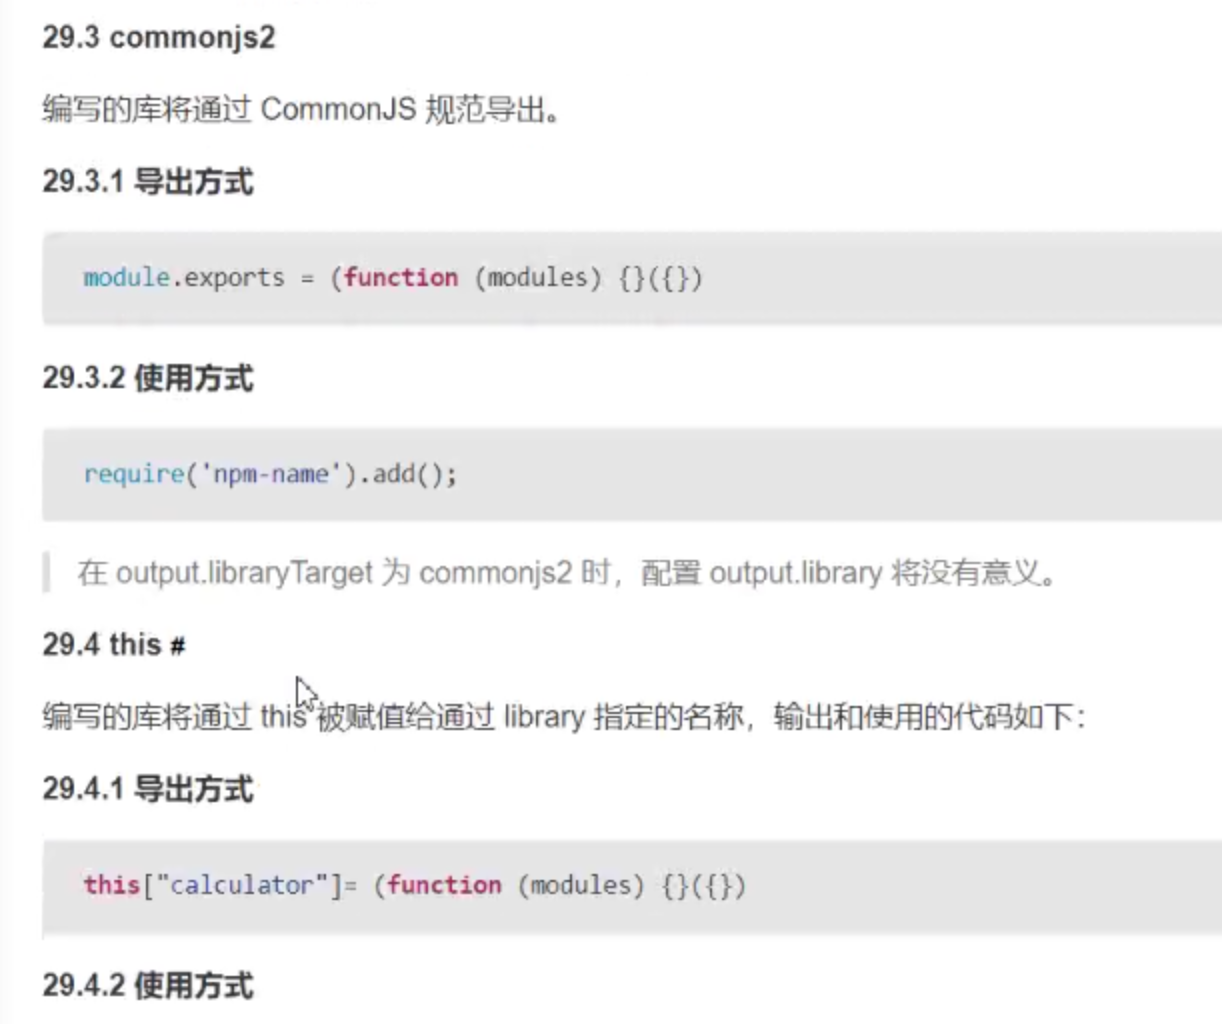 29.3 commonjs2
编写的库将通过 CommonJS 规范导出。
29.3.1 导出方式
module.exports = (function (modules) {}({})
29.3.2 使用方式
require('npm-name').add();
在 output.libraryTarget 为 commonjs2 时，配置 output.library 将没有意义。
29.4 this #
编写的库将通过 this 被赋值给通过 library 指定的名称，输出和使用的代码如下：
29.4.1 导出方式
this["calculator"]= (function (modules) {}({})
29.4.2 使用方式